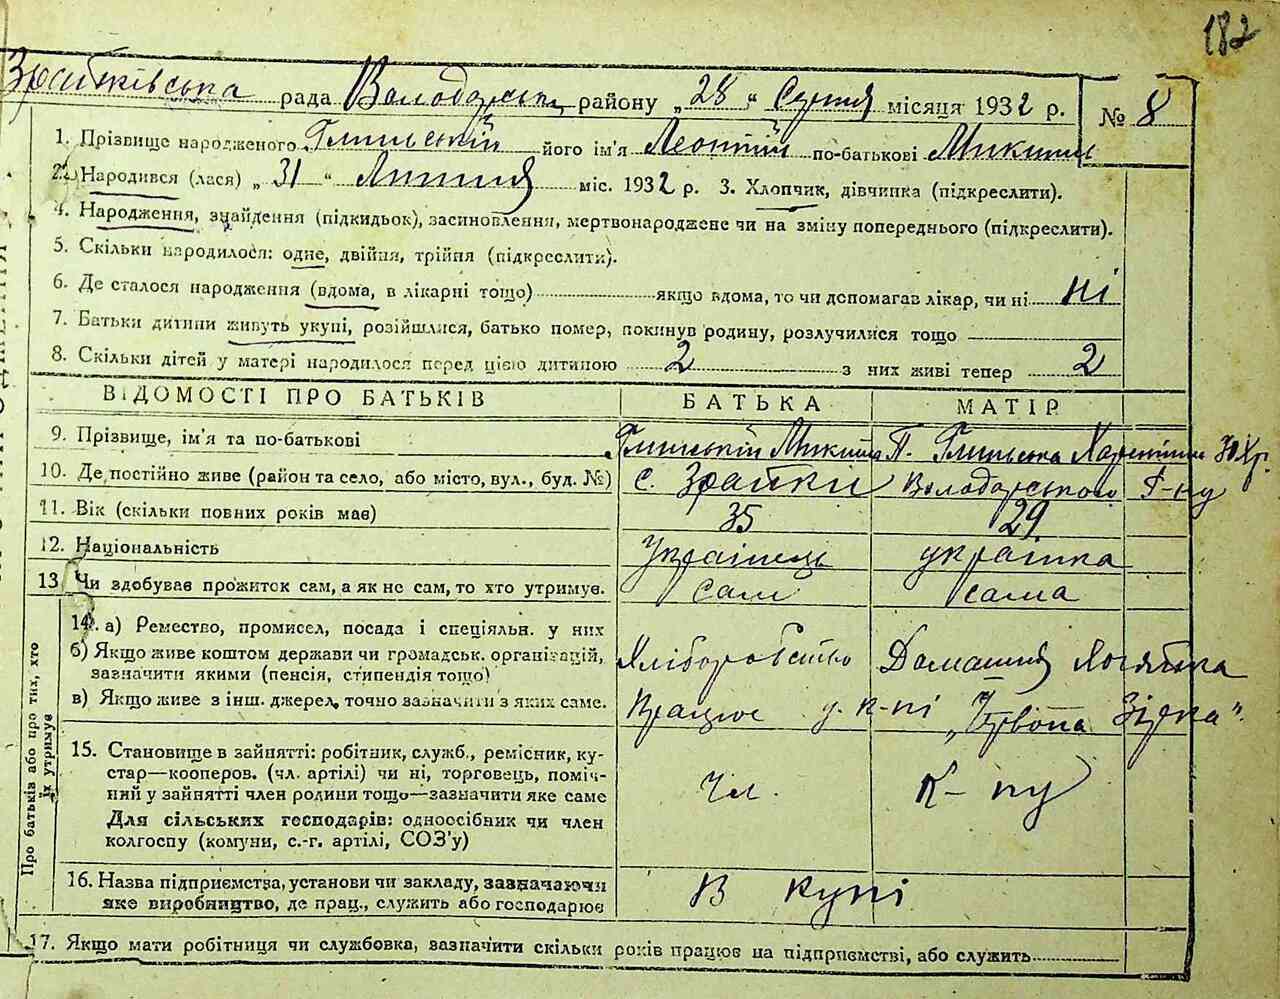 182
Зрайківська рада Володарськ. району „28“ Серпня місяця 1932 р. № 8
1. Прізвище народженого його ім'я Леонтій по-батькові Микит.
2. Народився (лася) „31“ Липня міс. 1932 р. 3. Хлопчик, дівчинка (підкреслити).
4. Народження, знайдення (підкидьок), засиновлення, мертвонароджене чи на зміну попереднього (підкреслити).
5. Скільки народилося: одне, двійня, трійня (підкреслити).
6. Де сталося народження (вдома, в лікарні тощо) якщо вдома, то чи допомагав лікар, чи ні ні
7. Батьки дитини живуть укупі, розійшлися, батько помер, покинув родину, розлучилися тощо
8. Скільки дітей у матері народилося перед цією дитиною 2 з них живі тепер 2
ВІДОМОСТІ ПРО БАТЬКІВ БАТЬКА МАТІР
9. Прізвище, ім'я та по-батькові
10. Де постійно живе (район та село, або місто, вул., буд. №) с. Зрайки Володарського р-ну
11. Вік (скільки повних років має) 35 29
12. Національність Українець українка
13. Чи здобуває прожиток сам, а як не сам, то хто утримує. сам сама
Про батьків або про тих, хто їх утримує
14. а) Ремество, промисел, посада і спеціяльн. у них
б) Якщо живе коштом держави чи громадськ. організацій, Хліборобство Домашня
зазначити якими (пенсія, стипендія тощо)
в) Якщо живе з інш. джерел, точно зазначити з яких саме. Працює у к-пі „Червона Зірка“.
15. Становище в зайнятті: робітник, служб., ремісник, ку-
стар—кооперов. (чл. артілі) чи ні, торговець, поміч- Чл. К-пу
ний у зайнятті член родини тощо—зазначити яке саме
Для сільських господарів: одноосібник чи член
колгоспу (комуни, с.-г. артілі, СОЗ'у)
16. Назва підприємства, установи чи закладу, зазначаючи В купі
яке виробництво, де прац., служить або господарює
17. Якщо мати робітниця чи службовка, зазначити скільки років працює на підприємстві, або служить